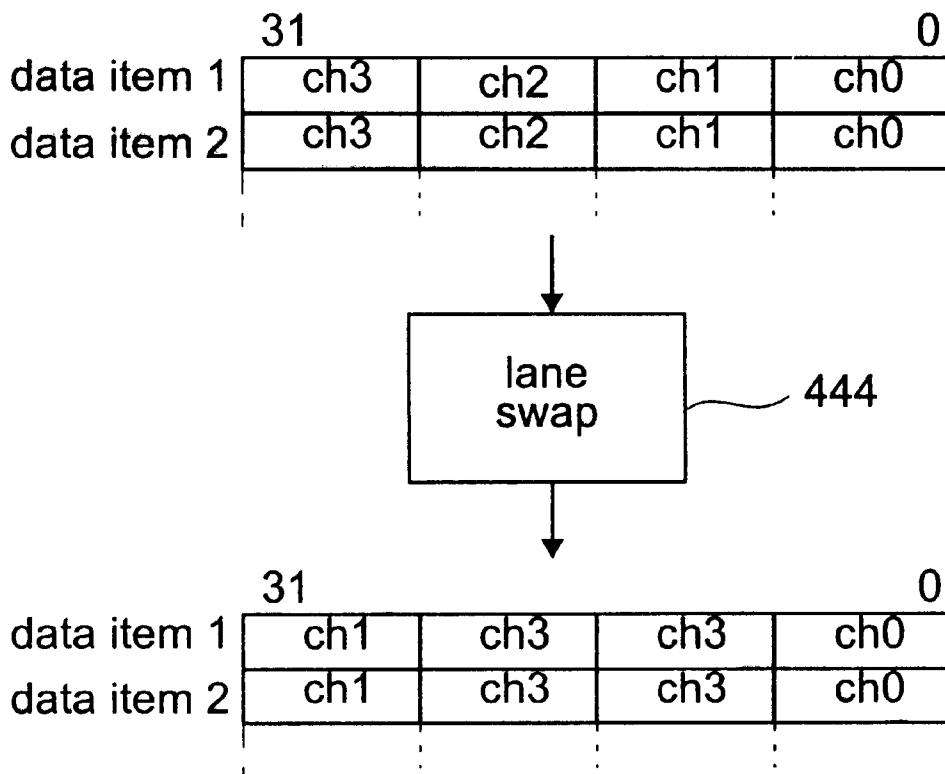 31 0
data item 1 ch3 ch2 ch1 ch0
data item 2 ch3 ch2 ch1 ch0
lane
swap
444
31 0
data item 1 ch1 ch3 ch3 ch0
data item 2 ch1 ch3 ch3 ch0